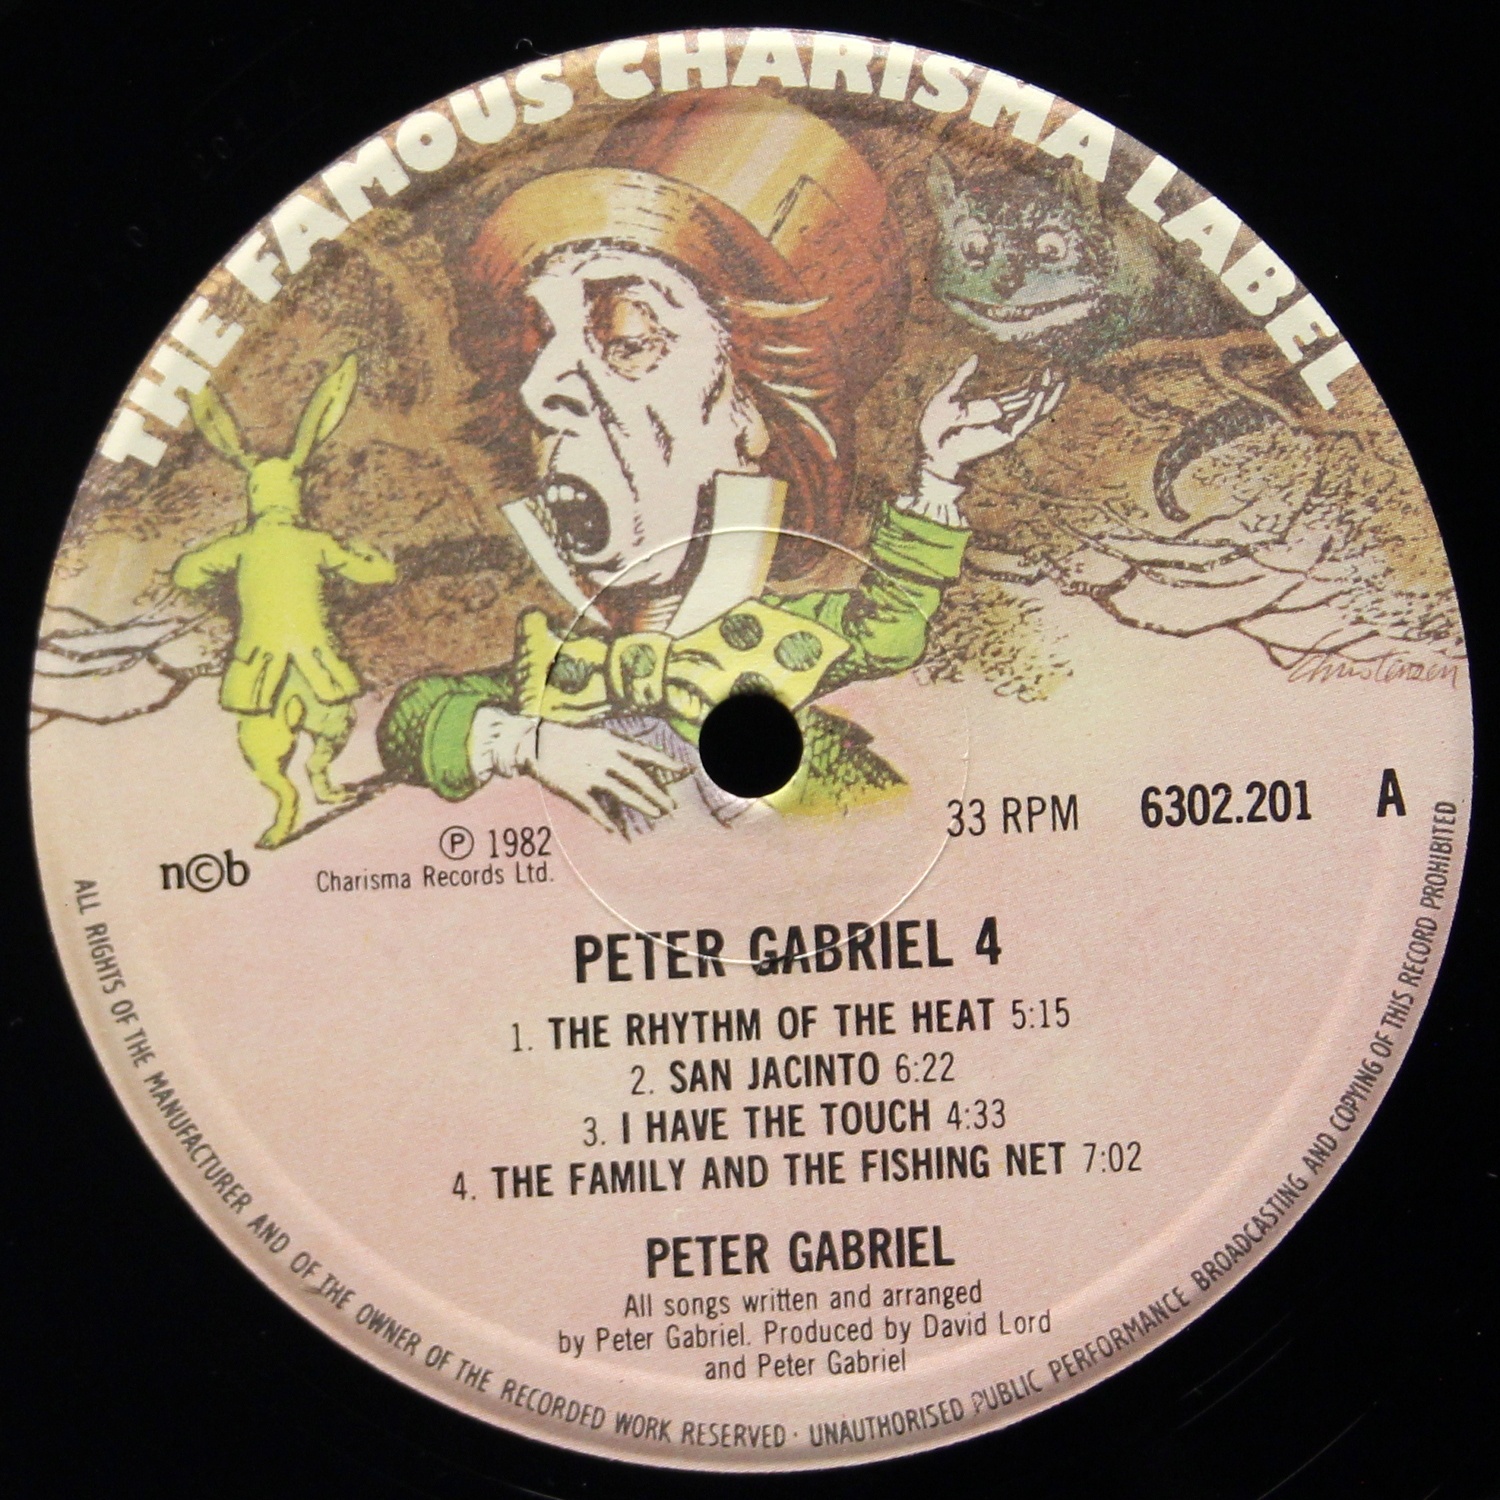 THE FAMOUS CHARISMA LABEL
Christensen
33 RPM 6302.201 A
n©b
Ⓟ 1982
Charisma Records Ltd.
PETER GABRIEL 4
1. THE RHYTHM OF THE HEAT 5:15
2. SAN JACINTO 6:22
3. I HAVE THE TOUCH 4:33
4. THE FAMILY AND THE FISHING NET 7:02
PETER GABRIEL
All songs written and arranged
by Peter Gabriel. Produced by David Lord
and Peter Gabriel
ALL RIGHTS OF THE MANUFACTURER AND OF THE OWNER OF THE RECORDED WORK RESERVED · UNAUTHORISED PUBLIC PERFORMANCE BROADCASTING AND COPYING OF THIS RECORD PROHIBITED